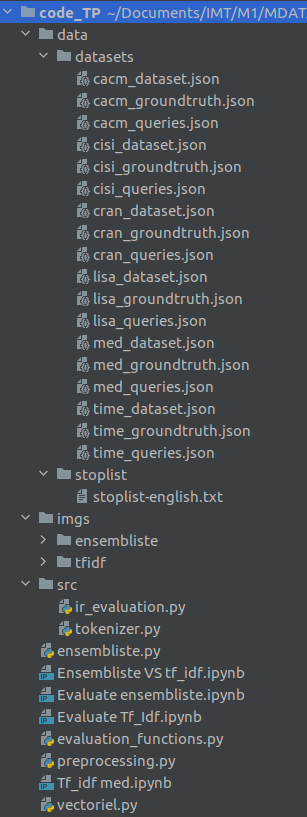 code_TP ~/Documents/IMT/M1/MDAT
data
datasets
cacm_dataset.json
cacm_groundtruth.json
cacm_queries.json
cisi_dataset.json
cisi_groundtruth.json
cisi_queries.json
cran_dataset.json
cran_groundtruth.json
cran_queries.json
lisa_dataset.json
lisa_groundtruth.json
lisa_queries.json
med_dataset.json
med_groundtruth.json
med_queries.json
time_dataset.json
time_groundtruth.json
time_queries.json
stoplist
stoplist-english.txt
imgs
ensembliste
tfidf
src
ir_evaluation.py
tokenizer.py
ensembliste.py
Ensembliste VS tf_idf.ipynb
Evaluate ensembliste.ipynb
Evaluate Tf_Idf.ipynb
evaluation_functions.py
preprocessing.py
Tf_idf med.ipynb
vectoriel.py